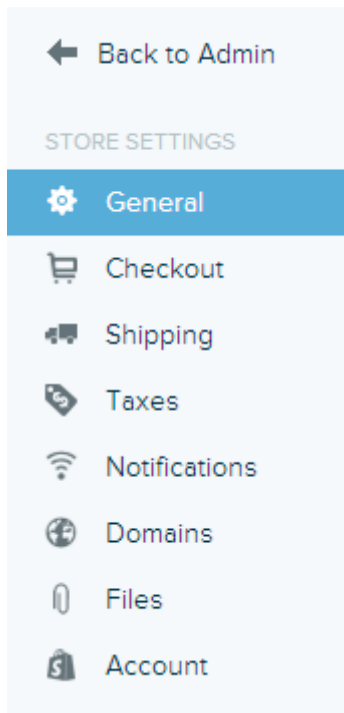 Back to Admin
STORE SETTINGS
General
Checkout
Shipping
Taxes
Notifications
Domains
Files
Account